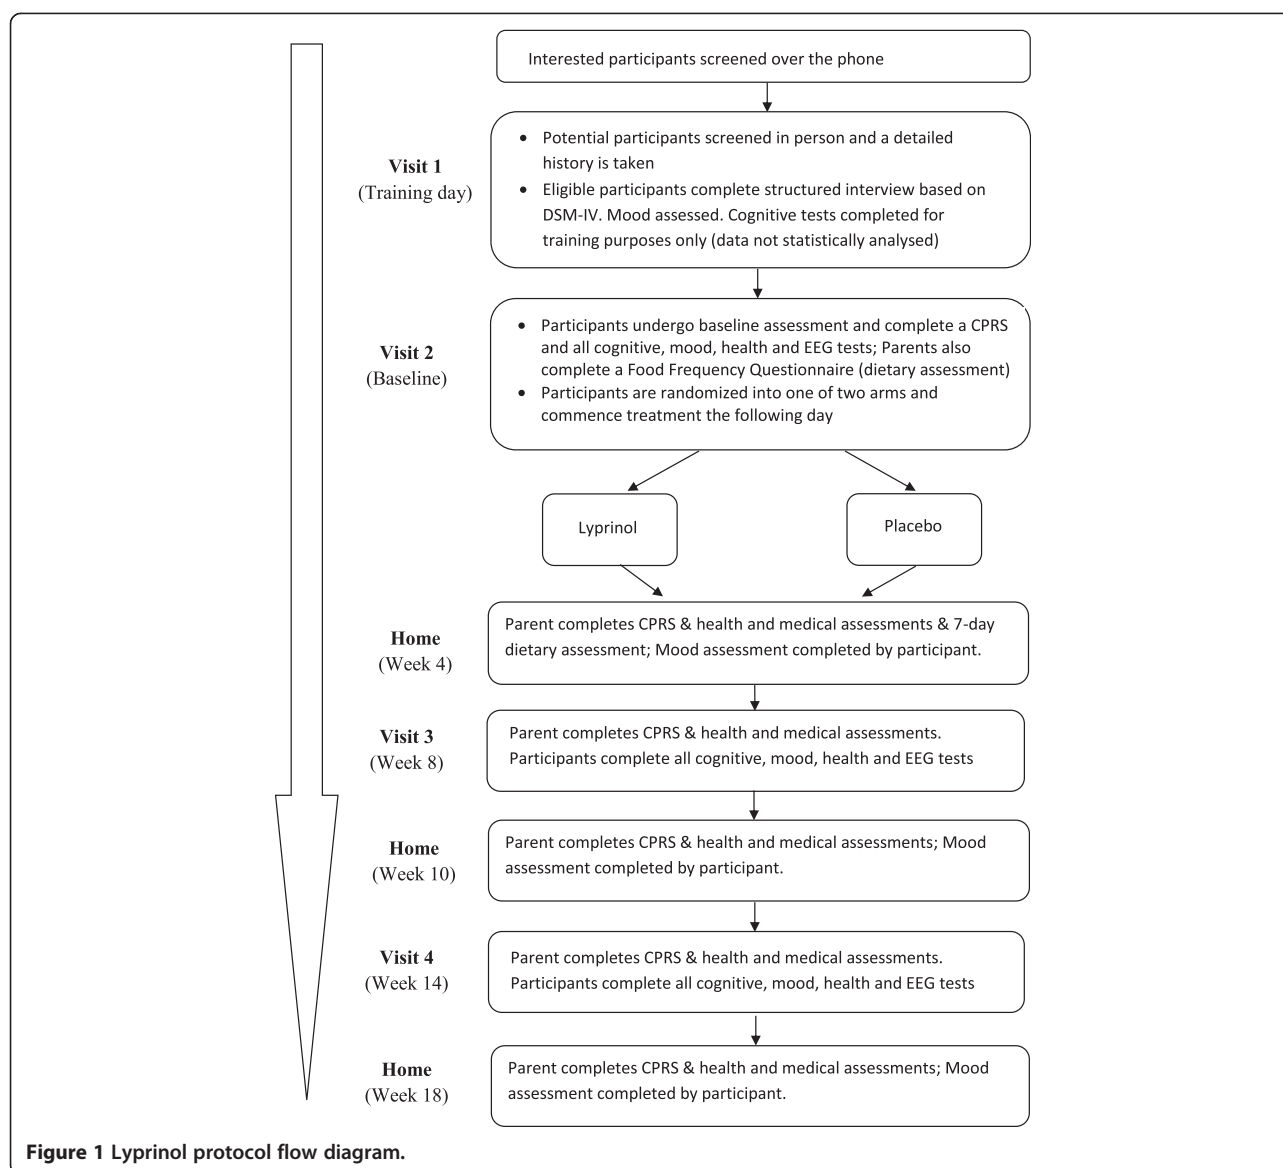 Interested participants screened over the phone
Visit 1
(Training day)
• Potential participants screened in person and a detailed
history is taken
• Eligible participants complete structured interview based on
DSM-IV. Mood assessed. Cognitive tests completed for
training purposes only (data not statistically analysed)
Visit 2
(Baseline)
• Participants undergo baseline assessment and complete a CPRS
and all cognitive, mood, health and EEG tests; Parents also
complete a Food Frequency Questionnaire (dietary assessment)
• Participants are randomized into one of two arms and
commence treatment the following day
Lyprinol
Placebo
Home
(Week 4)
Parent completes CPRS & health and medical assessments & 7-day
dietary assessment; Mood assessment completed by participant.
Visit 3
(Week 8)
Parent completes CPRS & health and medical assessments.
Participants complete all cognitive, mood, health and EEG tests
Home
(Week 10)
Parent completes CPRS & health and medical assessments; Mood
assessment completed by participant.
Visit 4
(Week 14)
Parent completes CPRS & health and medical assessments.
Participants complete all cognitive, mood, health and EEG tests
Home
(Week 18)
Parent completes CPRS & health and medical assessments; Mood
assessment completed by participant.
Figure 1 Lyprinol protocol flow diagram.